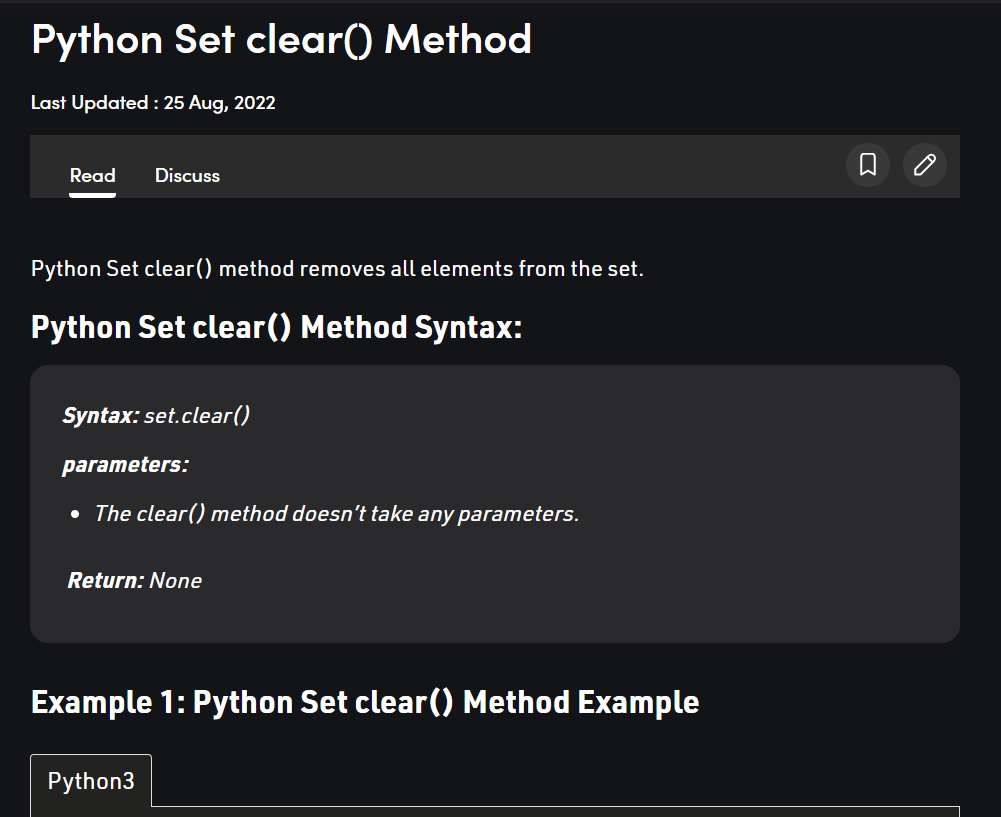 Python Set clear() Method
Last Updated : 25 Aug, 2022
Read Discuss
Python Set clear() method removes all elements from the set.
Python Set clear() Method Syntax:
Syntax: set.clear()
parameters:
The clear() method doesn’t take any parameters.
Return: None
Example 1: Python Set clear() Method Example
Python3